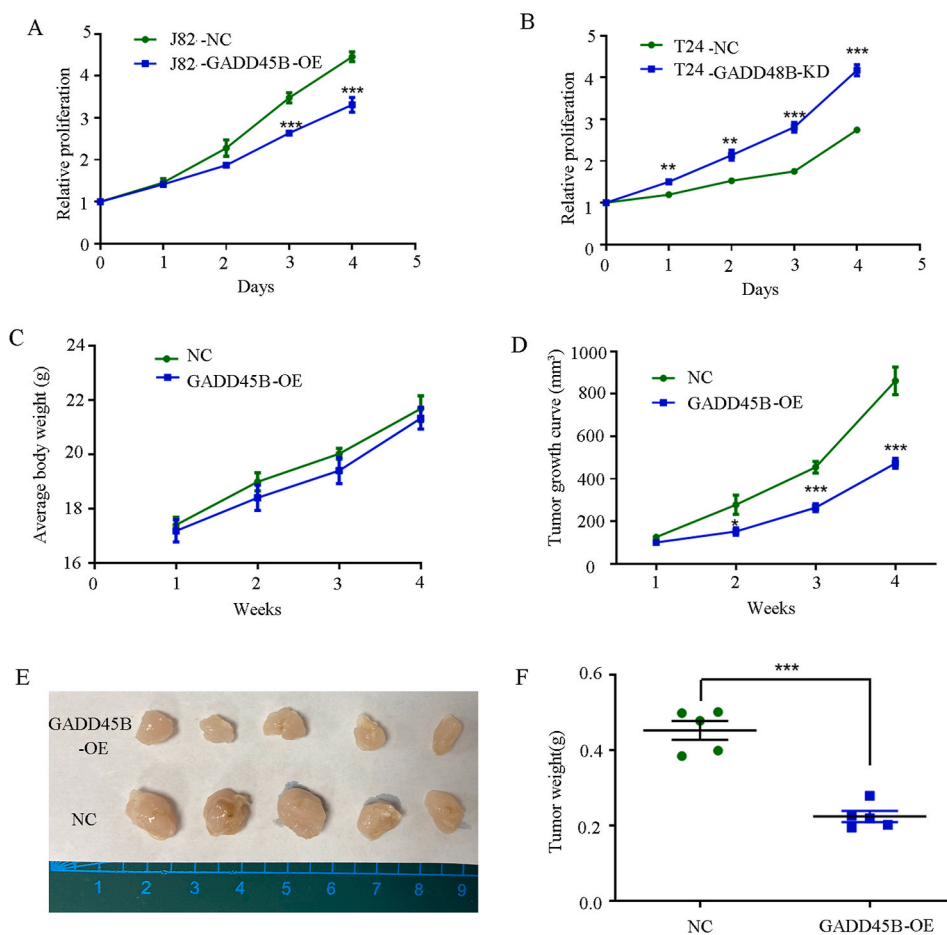 A
J82--NC
J82--GADD45B-OE
Relative proliferation
5
4
3
2
1
0
***
***
0 1 2 3 4 5
Days
B
T24 -NC
T24 -GADD48B-KD
Relative proliferation
5
4
3
2
1
0
**
**
***
***
0 1 2 3 4 5
Days
C
NC
GADD45B-OE
Average body weight (g)
24
22
20
18
16
0 1 2 3 4
Weeks
D
NC
GADD45B-OE
Tumor growth curve (mm³)
800
600
400
200
0
*
***
***
1 2 3 4
Weeks
E
GADD45B
-OE
NC
1 2 3 4 5 6 7 8 9
F
***
Tumor weight(g)
0.6
0.4
0.2
0.0
NC GADD45B-OE